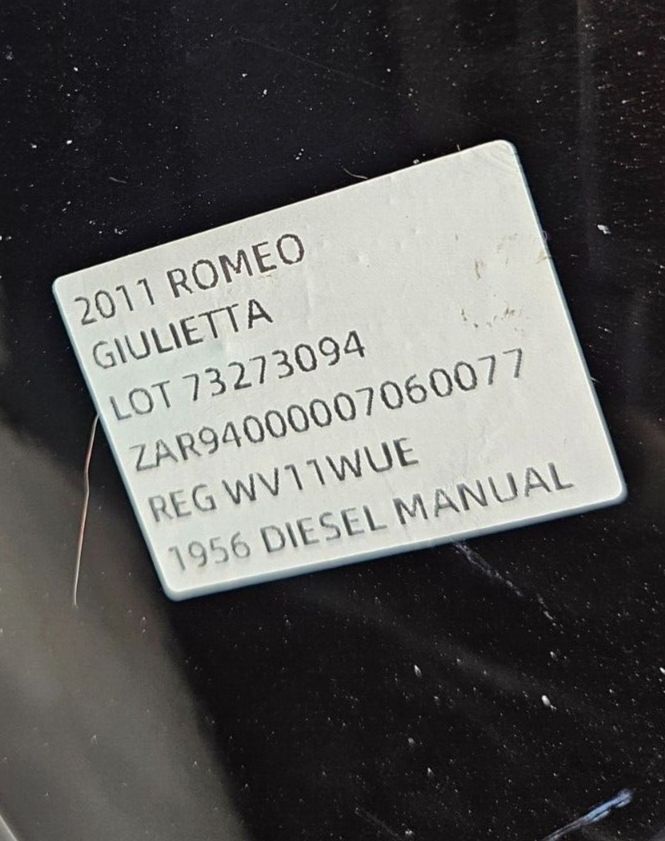 2011 ROMEO
GIULIETTA
LOT 73273094
ZAR94000007060077
REG WV11WUE
1956 DIESEL MANUAL